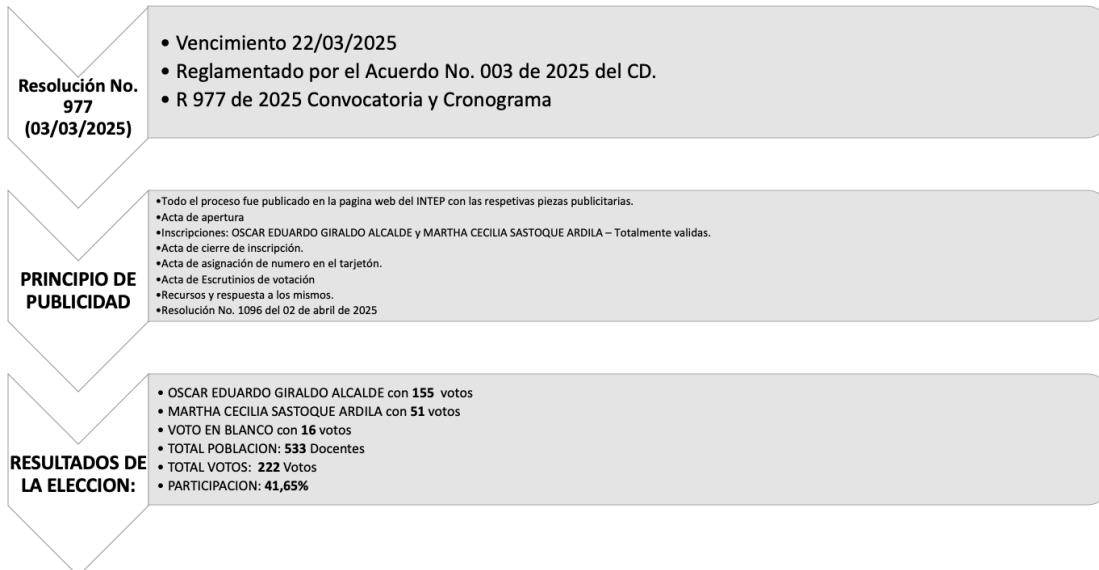 Resolución No.
977
(03/03/2025)
• Vencimiento 22/03/2025
• Reglamentado por el Acuerdo No. 003 de 2025 del CD.
• R 977 de 2025 Convocatoria y Cronograma
PRINCIPIO DE
PUBLICIDAD
•Todo el proceso fue publicado en la pagina web del INTEP con las respetivas piezas publicitarias.
•Acta de apertura
•Inscripciones: OSCAR EDUARDO GIRALDO ALCALDE y MARTHA CECILIA SASTOQUE ARDILA – Totalmente validas.
•Acta de cierre de inscripción.
•Acta de asignación de numero en el tarjetón.
•Acta de Escrutinios de votación
•Recursos y respuesta a los mismos.
•Resolución No. 1096 del 02 de abril de 2025
RESULTADOS DE
LA ELECCION:
• OSCAR EDUARDO GIRALDO ALCALDE con 155 votos
• MARTHA CECILIA SASTOQUE ARDILA con 51 votos
• VOTO EN BLANCO con 16 votos
• TOTAL POBLACION: 533 Docentes
• TOTAL VOTOS: 222 Votos
• PARTICIPACION: 41,65%